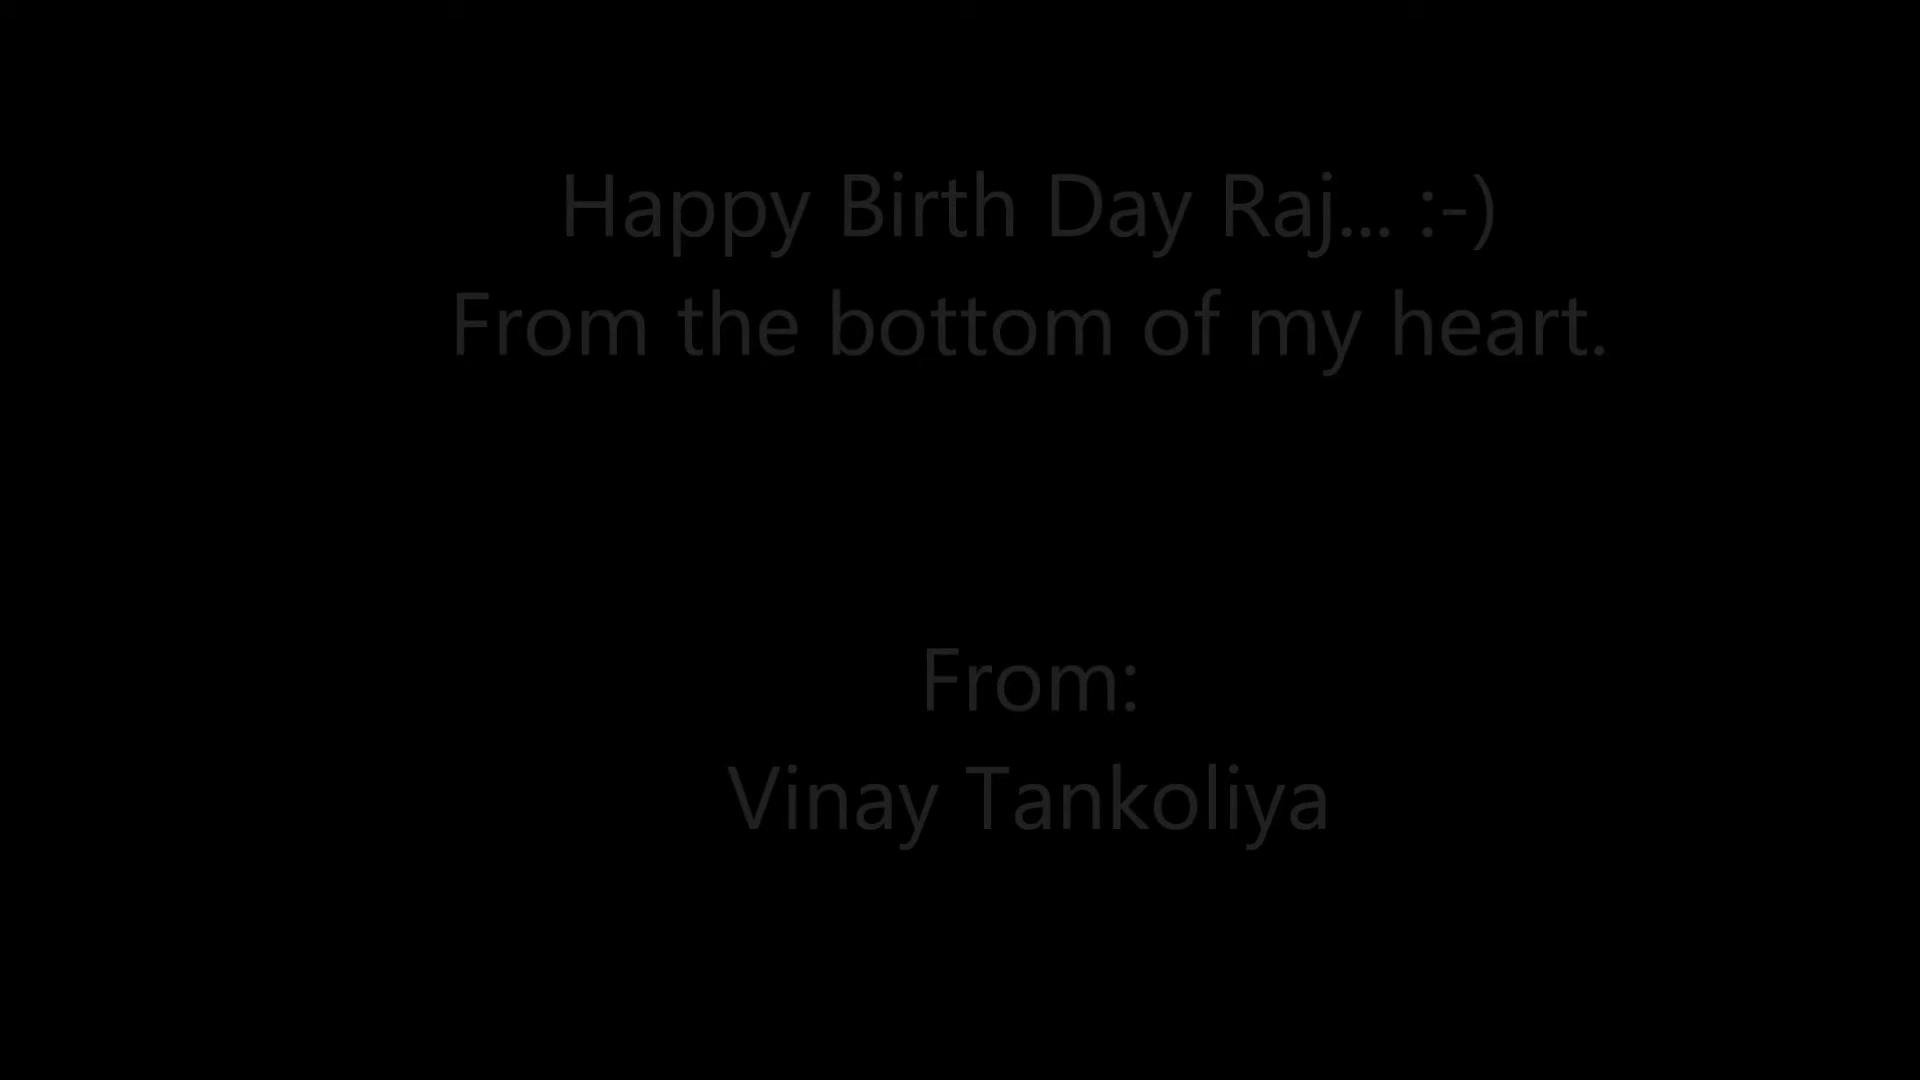 Happy Birth Day Raj... :-)
From the bottom of my heart.
From:
Vinay Tankoliya